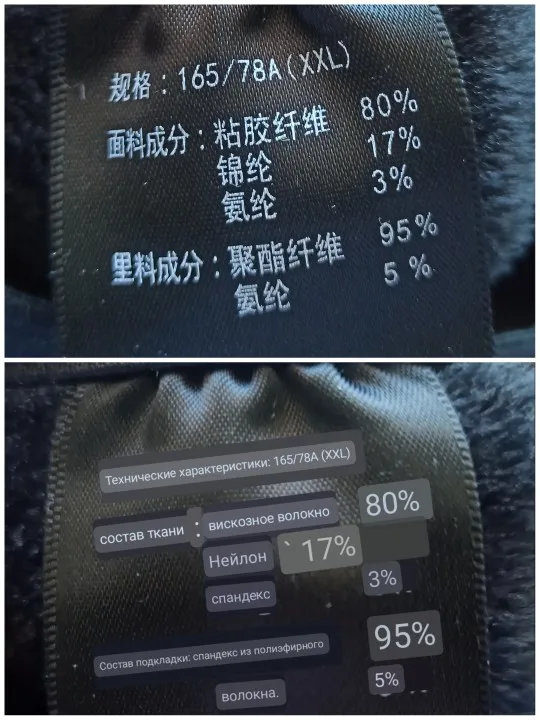 规格：165/78A(XXL)
面料成分：粘胶纤维 80%
锦纶 17%
氨纶 3%
里料成分：聚酯纤维 95%
氨纶 5%
Технические характеристики: 165/78A (XXL)
состав ткани : вискозное волокно 80%
Нейлон ` 17%
спандекс 3%
Состав подкладки: спандекс из полиэфирного 95%
волокна. 5%